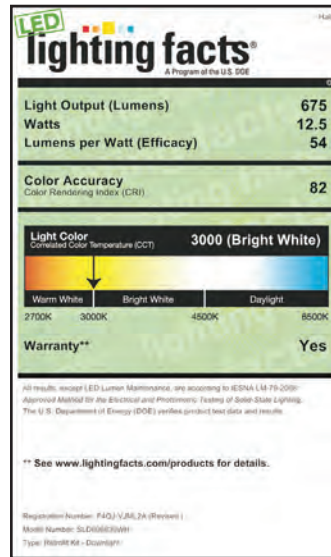 LED
lighting facts®
A Program of the U.S. DOE
Light Output (Lumens) 675
Watts 12.5
Lumens per Watt (Efficacy) 54
Color Accuracy 82
Color Rendering Index (CRI)
Light Color 3000 (Bright White)
Correlated Color Temperature (CCT)
Warm White Bright White Daylight
2700K 3000K 4500K 6500K
Warranty** Yes
All results, except LED Lumen Maintenance, are according to IESNA LM-79-2008:
Approved Method for the Electrical and Photometric Testing of Solid-State Lighting.
The U.S. Department of Energy (DOE) verifies product test data and results.
** See www.lightingfacts.com/products for details.
Registration Number: (Revised )
Model Number:
Type: Retrofit Kit - Downlight